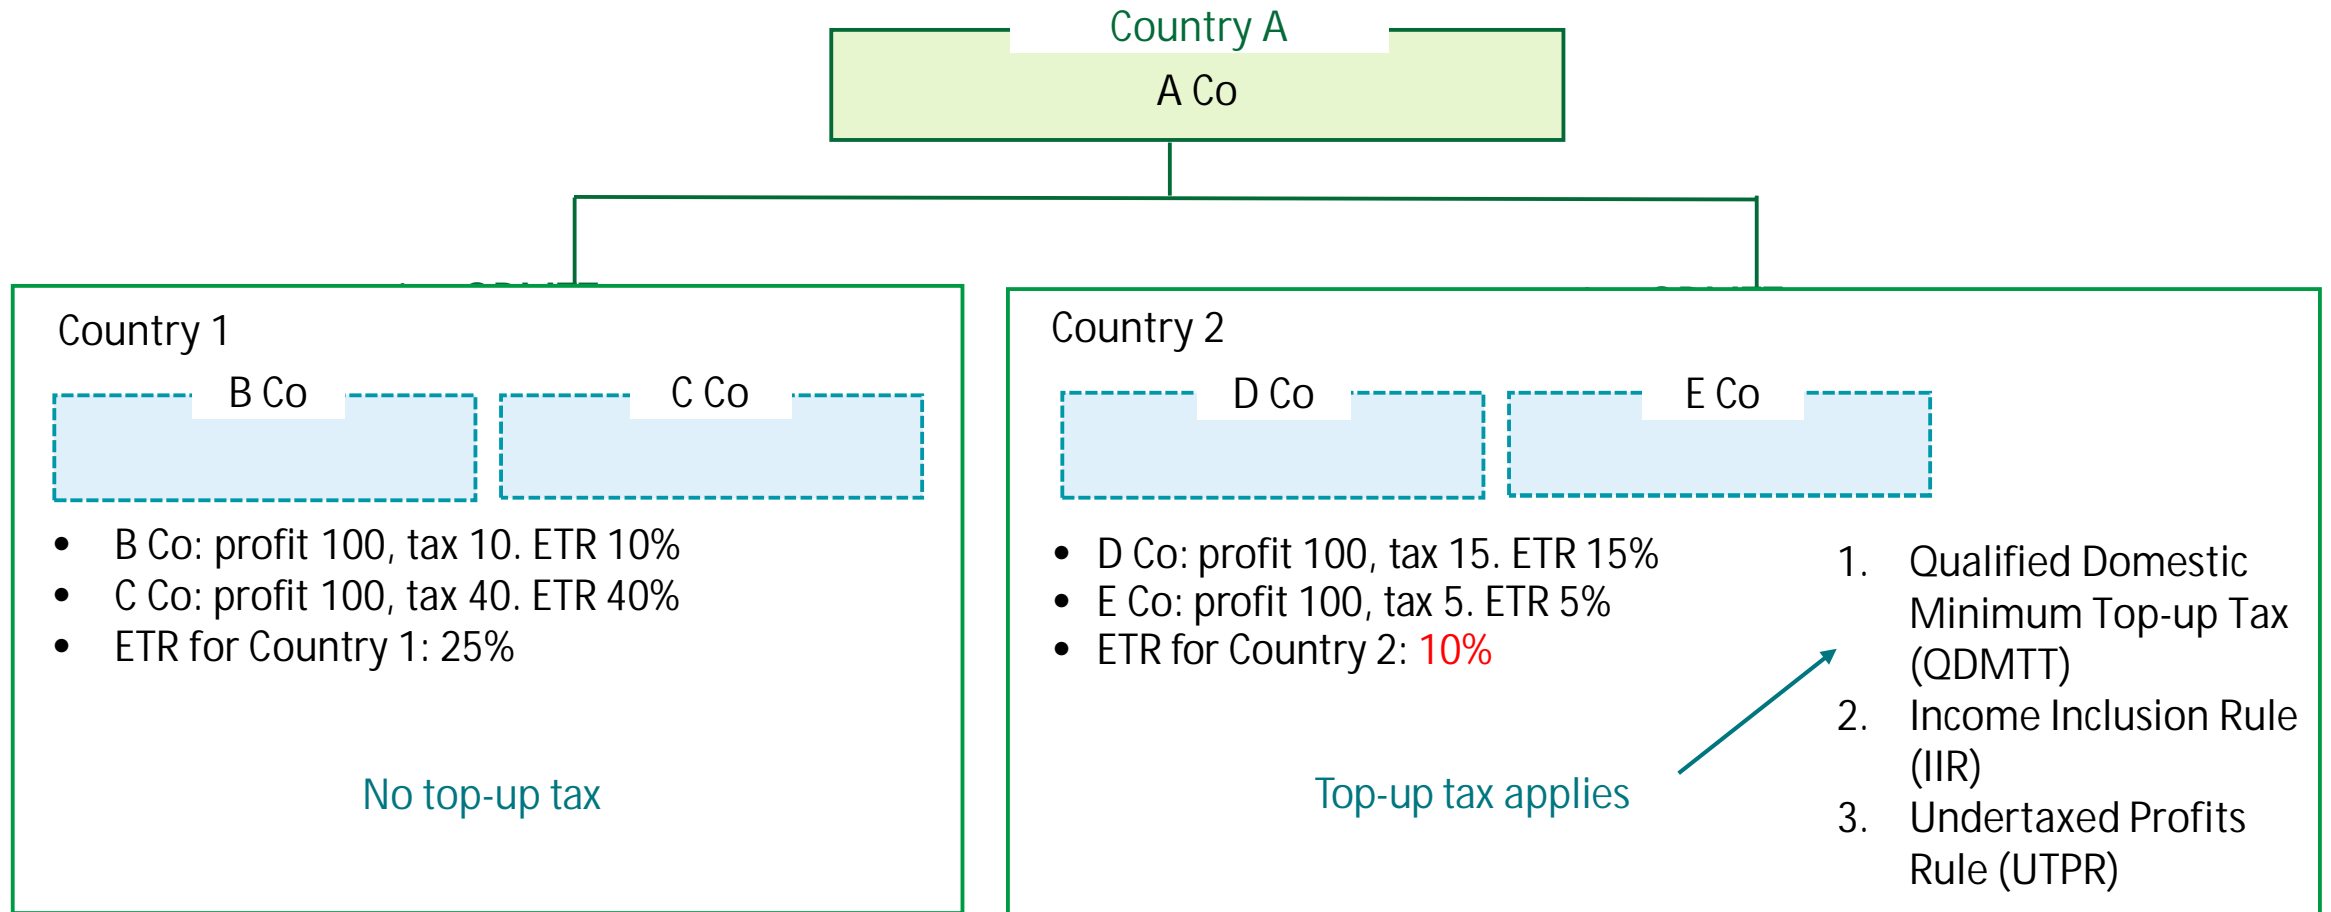 Country A
A Co
Country 1
B Co
C Co
• B Co: profit 100, tax 10. ETR 10%
• C Co: profit 100, tax 40. ETR 40%
• ETR for Country 1: 25%
No top-up tax
Country 2
D Co
E Co
• D Co: profit 100, tax 15. ETR 15%
• E Co: profit 100, tax 5. ETR 5%
• ETR for Country 2: 10%
Top-up tax applies
1. Qualified Domestic
Minimum Top-up Tax
(QDMTT)
2. Income Inclusion Rule
(IIR)
3. Undertaxed Profits
Rule (UTPR)